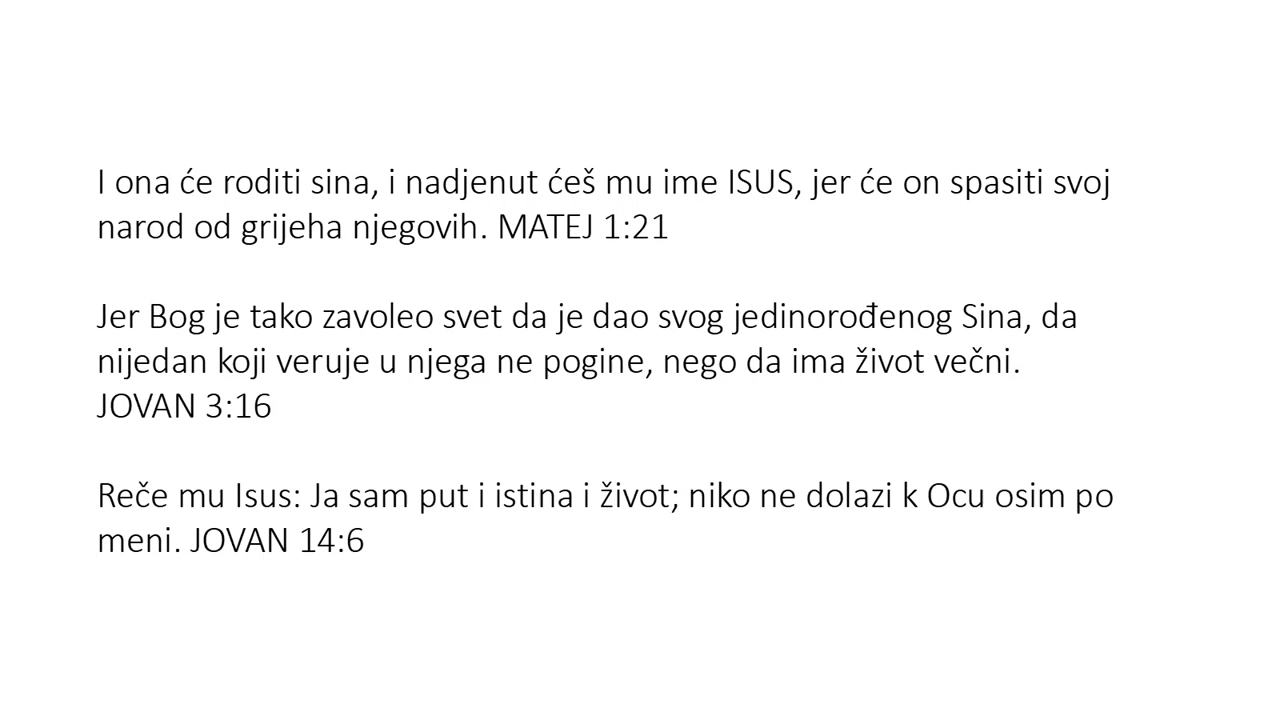 I ona će roditi sina, i nadjenut ćeš mu ime ISUS, jer će on spasiti svoj
narod od grijeha njegovih. MATEJ 1:21
Jer Bog je tako zavoleo svet da je dao svog jedinorođenog Sina, da
nijedan koji veruje u njega ne pogine, nego da ima život večni.
JOVAN 3:16
Reče mu Isus: Ja sam put i istina i život; niko ne dolazi k Ocu osim po
meni. JOVAN 14:6